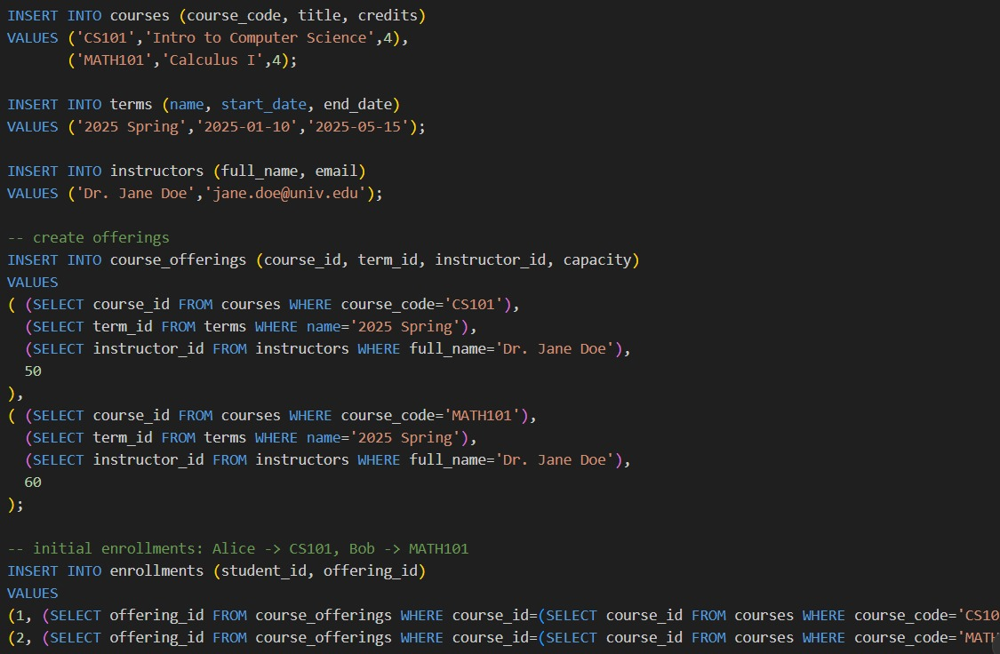 INSERT INTO courses (course_code, title, credits)
VALUES ('CS101','Intro to Computer Science',4),
('MATH101','Calculus I',4);
INSERT INTO terms (name, start_date, end_date)
VALUES ('2025 Spring','2025-01-10','2025-05-15');
INSERT INTO instructors (full_name, email)
VALUES ('Dr. Jane Doe','jane.doe@univ.edu');
-- create offerings
INSERT INTO course_offerings (course_id, term_id, instructor_id, capacity)
VALUES
( (SELECT course_id FROM courses WHERE course_code='CS101'),
(SELECT term_id FROM terms WHERE name='2025 Spring'),
(SELECT instructor_id FROM instructors WHERE full_name='Dr. Jane Doe'),
50
),
( (SELECT course_id FROM courses WHERE course_code='MATH101'),
(SELECT term_id FROM terms WHERE name='2025 Spring'),
(SELECT instructor_id FROM instructors WHERE full_name='Dr. Jane Doe'),
60
);
-- initial enrollments: Alice -> CS101, Bob -> MATH101
INSERT INTO enrollments (student_id, offering_id)
VALUES
(1, (SELECT offering_id FROM course_offerings WHERE course_id=(SELECT course_id FROM courses WHERE course_code='CS10
(2, (SELECT offering_id FROM course_offerings WHERE course_id=(SELECT course_id FROM courses WHERE course_code='MATH